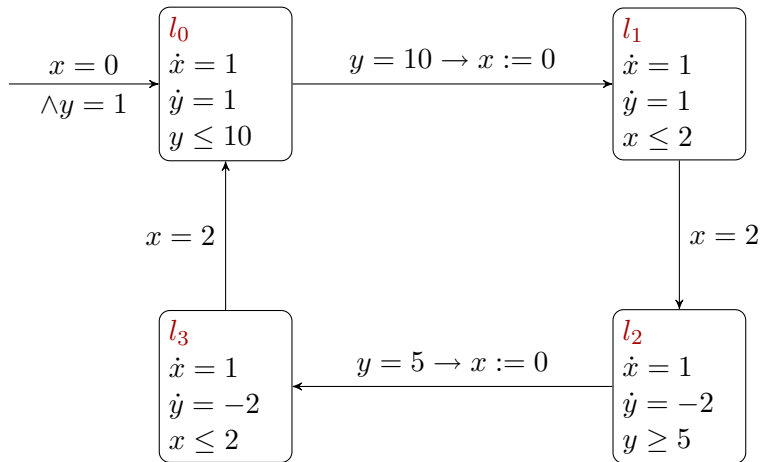 l₀
ẋ = 1
ẏ = 1
y ≤ 10
x = 0
∧y = 1
y = 10 → x := 0
l₁
ẋ = 1
ẏ = 1
x ≤ 2
x = 2
x = 2
l₃
ẋ = 1
ẏ = −2
x ≤ 2
y = 5 → x := 0
l₂
ẋ = 1
ẏ = −2
y ≥ 5